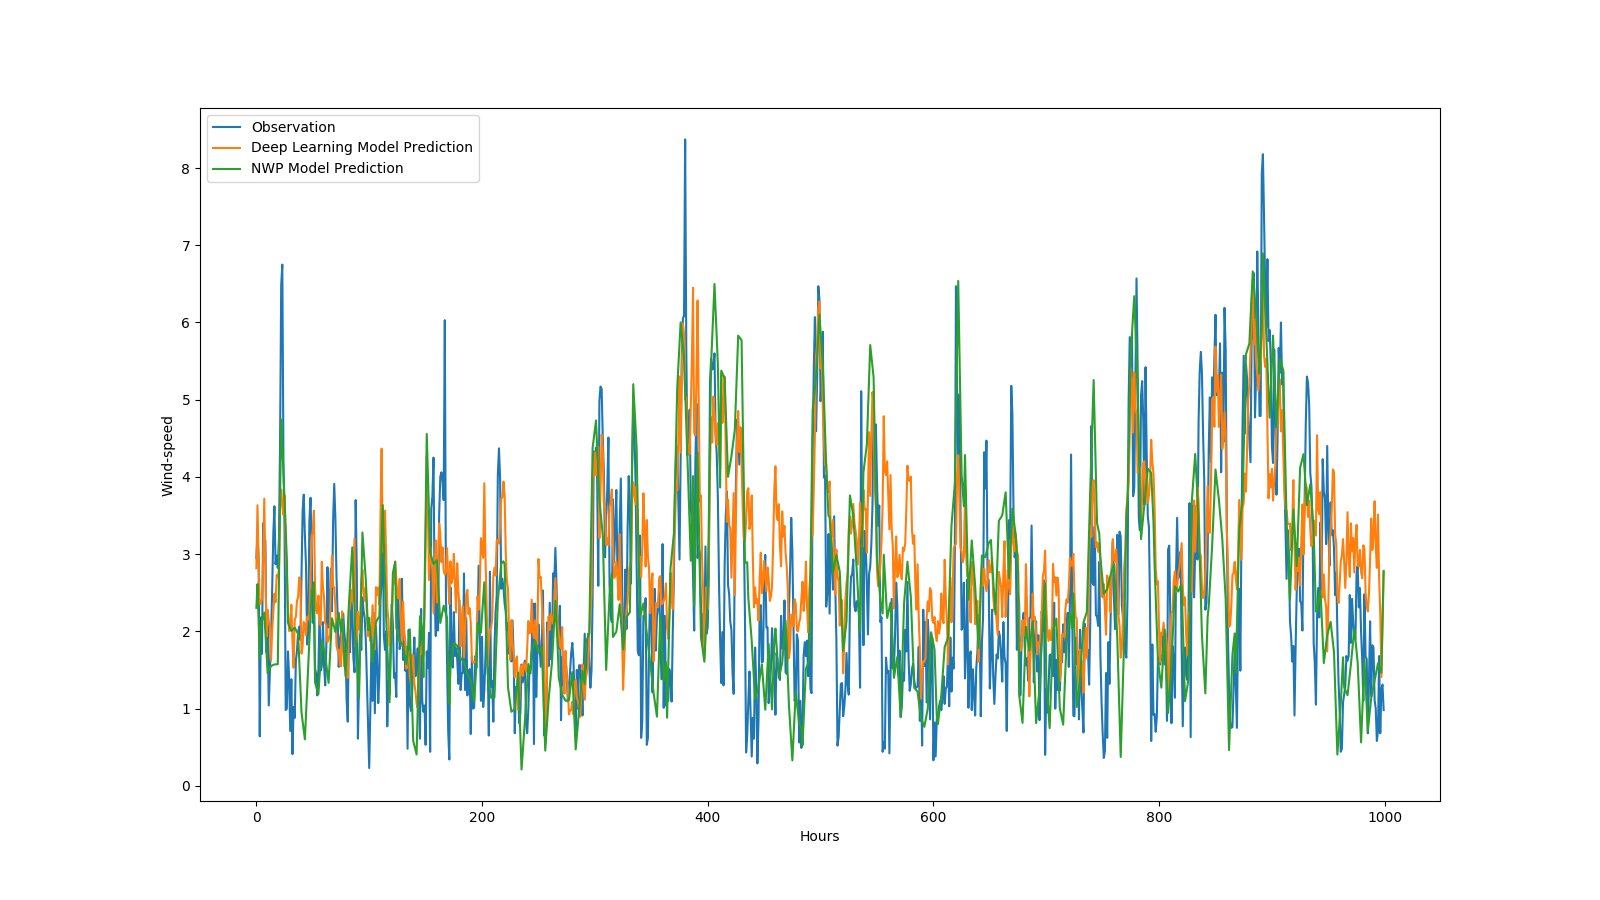 Observation
Deep Learning Model Prediction
NWP Model Prediction
8
7
6
5
4
3
2
1
0
Wind-speed
0 200 400 600 800 1000
Hours